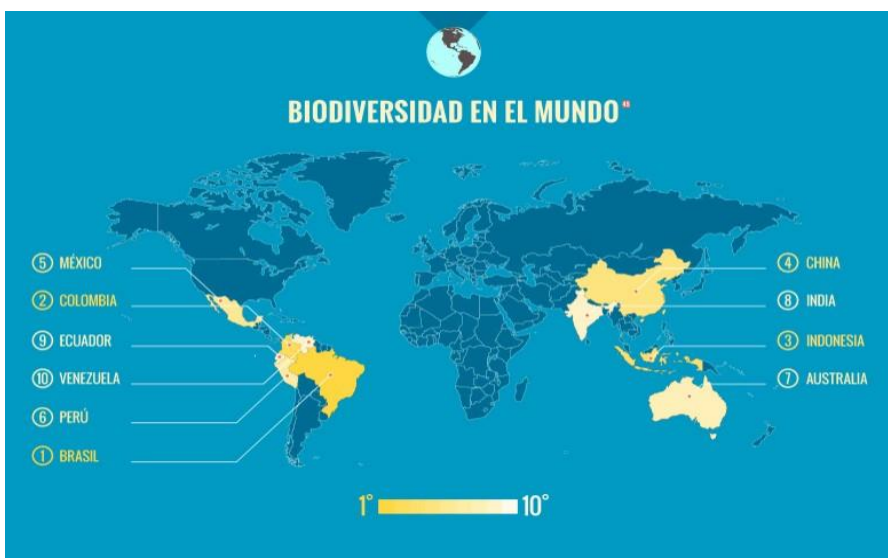 BIODIVERSIDAD EN EL MUNDO
5 MÉXICO
2 COLOMBIA
9 ECUADOR
10 VENEZUELA
6 PERÚ
1 BRASIL
4 CHINA
8 INDIA
3 INDONESIA
7 AUSTRALIA
1° 10°